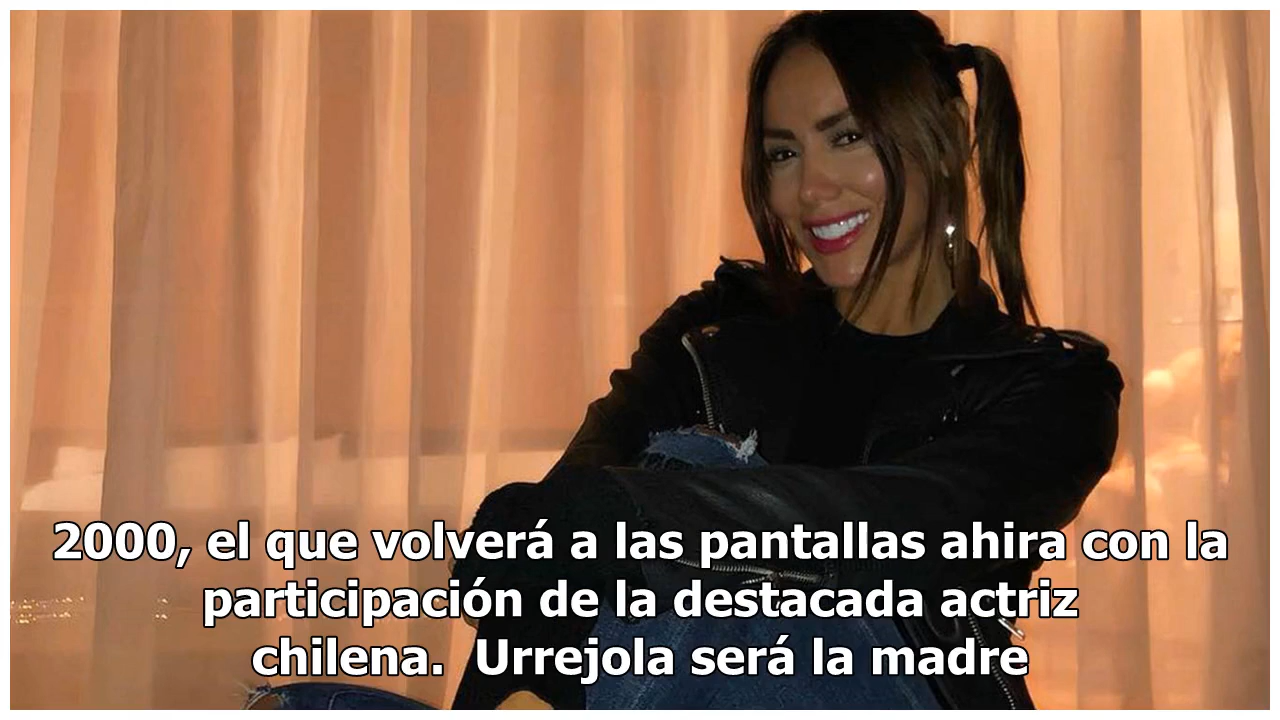 2000, el que volverá a las pantallas ahira con la
participación de la destacada actriz
chilena.  Urrejola será la madre